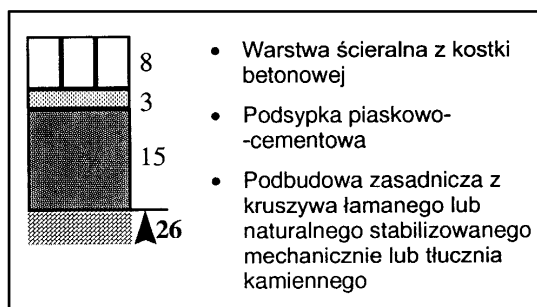 8
3
15
26
• Warstwa ścieralna z kostki
betonowej
• Podsypka piaskowo-
-cementowa
• Podbudowa zasadnicza z
kruszywa łamanego lub
naturalnego stabilizowanego
mechanicznie lub tłucznia
kamiennego